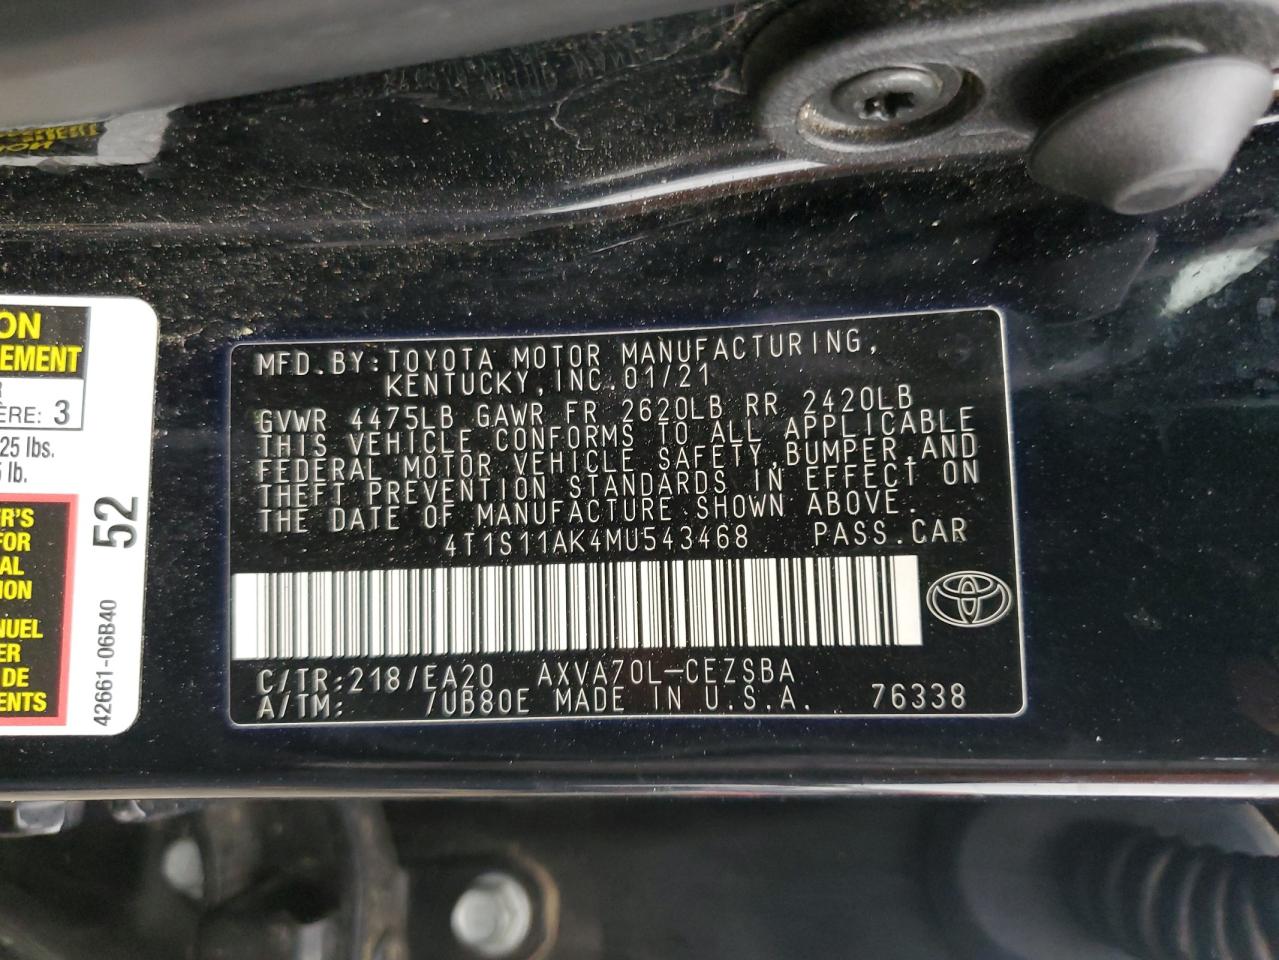 ON
EMENT
ÈRE: 3
25 lbs.
lb.
52
42661-06B40
R'S
FOR
AL
ION
NUEL
ER
DE
ENTS
MFD.BY:TOYOTA MOTOR MANUFACTURING,
KENTUCKY,INC.01/21
GVWR 4475LB GAWR FR 2620LB RR 2420LB
THIS VEHICLE CONFORMS TO ALL APPLICABLE
FEDERAL MOTOR VEHICLE SAFETY,BUMPER,AND
THEFT PREVENTION STANDARDS IN EFFECT ON
THE DATE OF MANUFACTURE SHOWN ABOVE.
4T1S11AK4MU543468 PASS.CAR
C/TR:218/EA20 AXVA70L-CEZSBA
A/TM: /UB80E MADE IN U.S.A. 76338